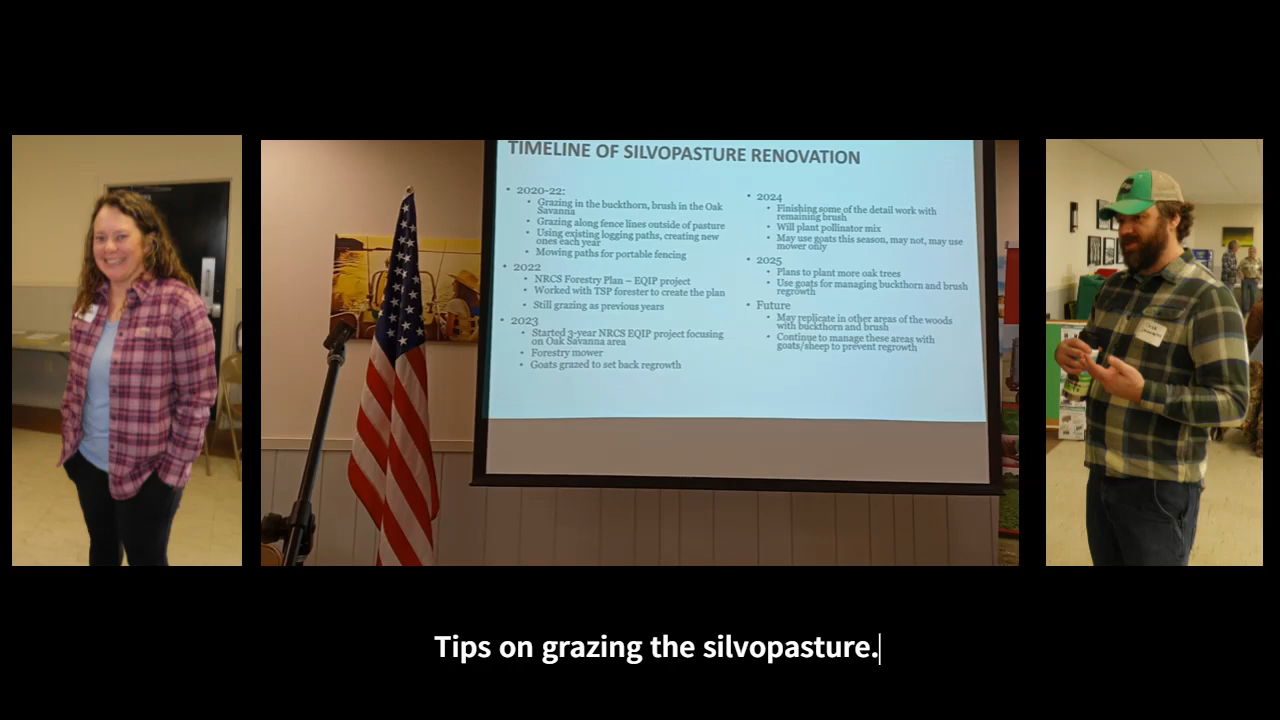 TIMELINE OF SILVOPASTURE RENOVATION
• 2020-22:
• Grazing in the buckthorn, brush in the Oak
Savanna
• Grazing along fence lines outside of pasture
• Using existing logging paths, creating new
ones each year
• Mowing paths for portable fencing
• 2022
• NRCS Forestry Plan – EQIP project
• Worked with TSP forester to create the plan
• Still grazing as previous years
• 2023
• Started 3-year NRCS EQIP project focusing
on Oak Savanna area
• Forestry mower
• Goats grazed to set back regrowth
• 2024
• Finishing some of the detail work with
remaining brush
• Will plant pollinator mix
• May use goats this season, may not, may use
mower only
• 2025
• Plans to plant more oak trees
• Use goats for managing buckthorn and brush
regrowth
• Future
• May replicate in other areas of the woods
with buckthorn and brush
• Continue to manage these areas with
goats/sheep to prevent regrowth
Tips on grazing the silvopasture.